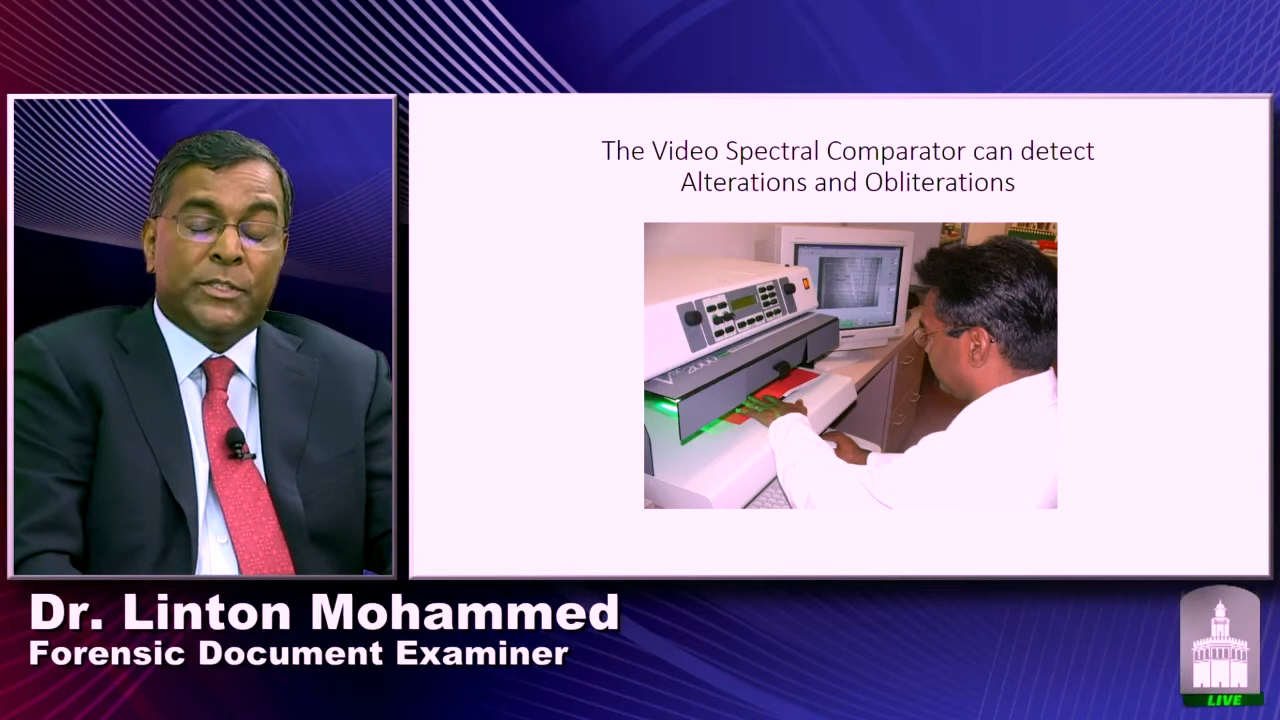 The Video Spectral Comparator can detect
Alterations and Obliterations
Dr. Linton Mohammed
Forensic Document Examiner
LIVE